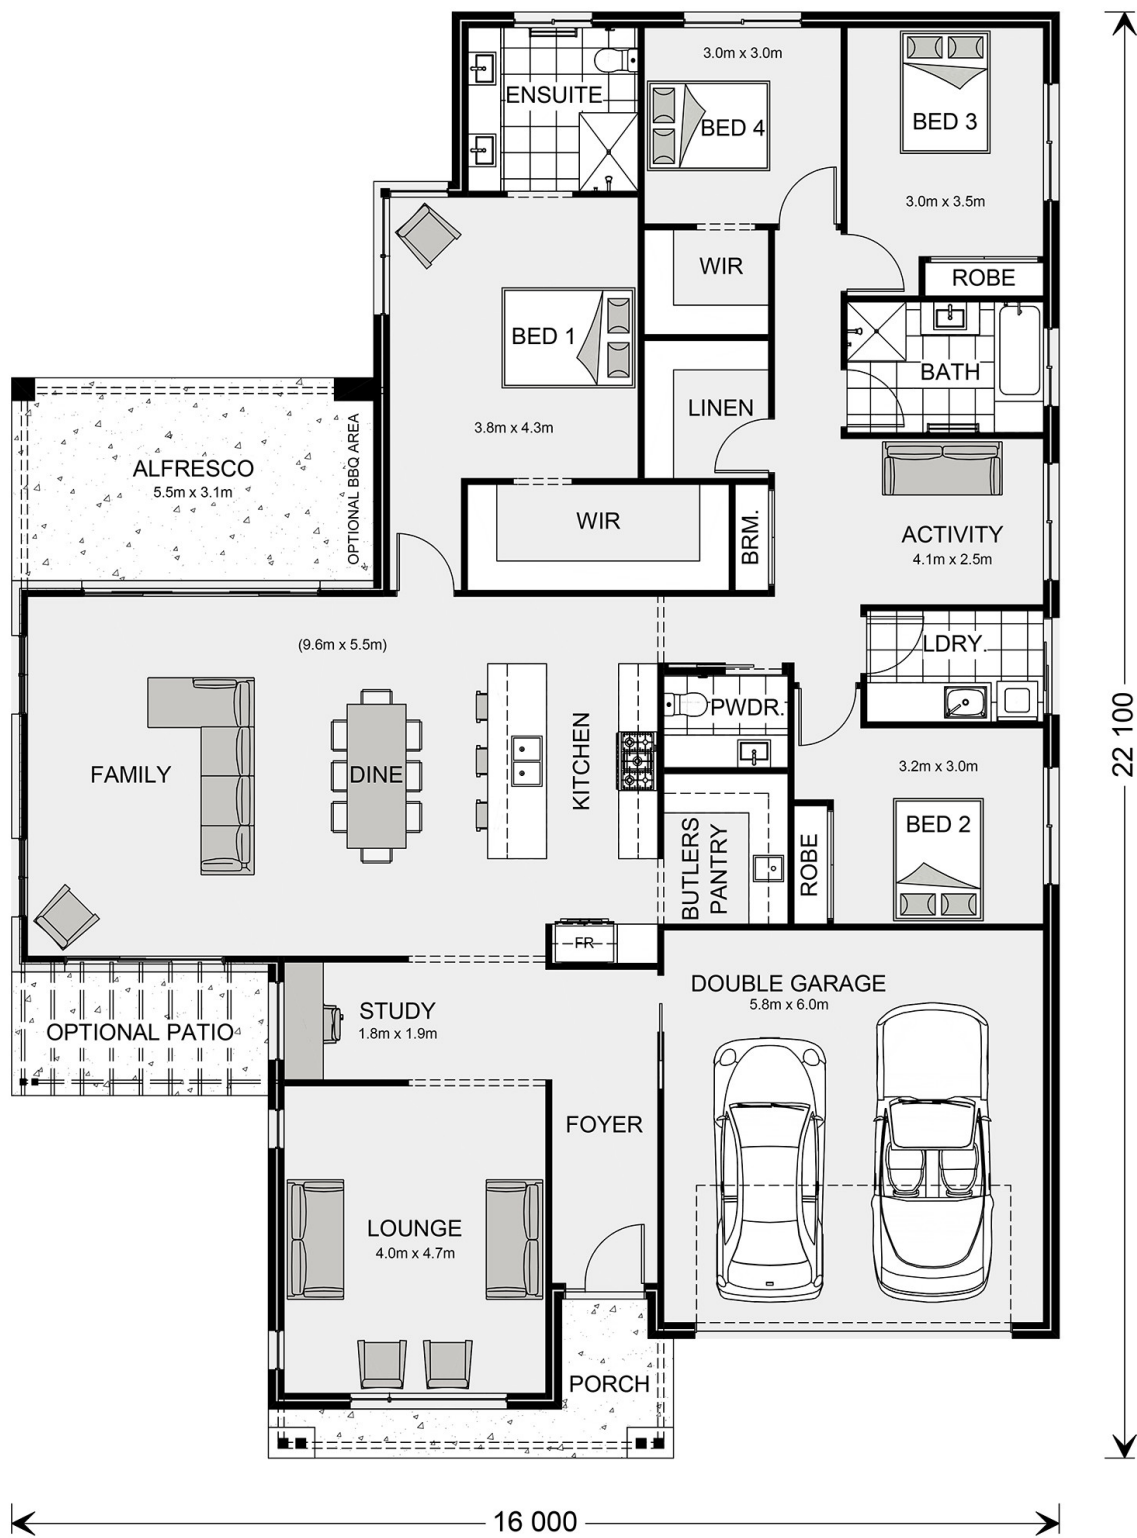 3.0m x 3.0m
ENSUITE
BED 4
BED 3
3.0m x 3.5m
WIR
ROBE
BED 1
BATH
LINEN
3.8m x 4.3m
ALFRESCO
5.5m x 3.1m
OPTIONAL BBQ AREA
WIR
BRM.
ACTIVITY
4.1m x 2.5m
(9.6m x 5.5m)
LDRY.
PWDR.
22 100
FAMILY
DINE
KITCHEN
3.2m x 3.0m
BED 2
BUTLERS
PANTRY
ROBE
FR
DOUBLE GARAGE
5.8m x 6.0m
STUDY
1.8m x 1.9m
OPTIONAL PATIO
FOYER
LOUNGE
4.0m x 4.7m
PORCH
16 000